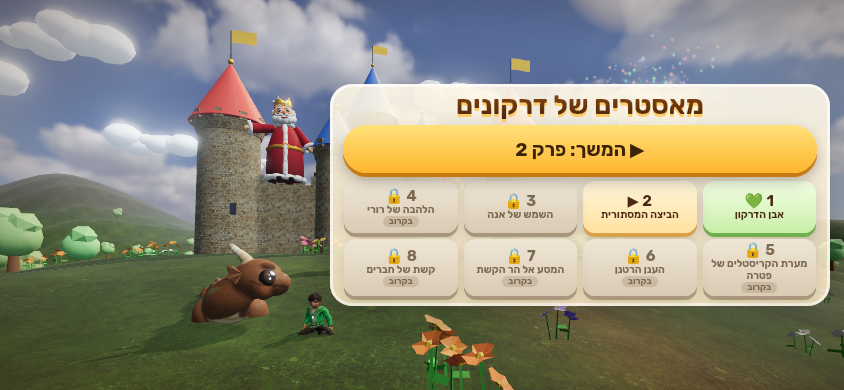 מאסטרים של דרקונים
▶ המשך: פרק 2
1 💚
אבן הדרקון
2 ▶
הביצה המסתורית
3 🔒
השמש של אנה
בקרוב
4 🔒
הלהבה של רורי
בקרוב
5 🔒
מערת הקריסטלים של
פטרה
בקרוב
6 🔒
הענן הרטנן
בקרוב
7 🔒
המסע אל הר הקשת
בקרוב
8 🔒
קשת של חברים
בקרוב